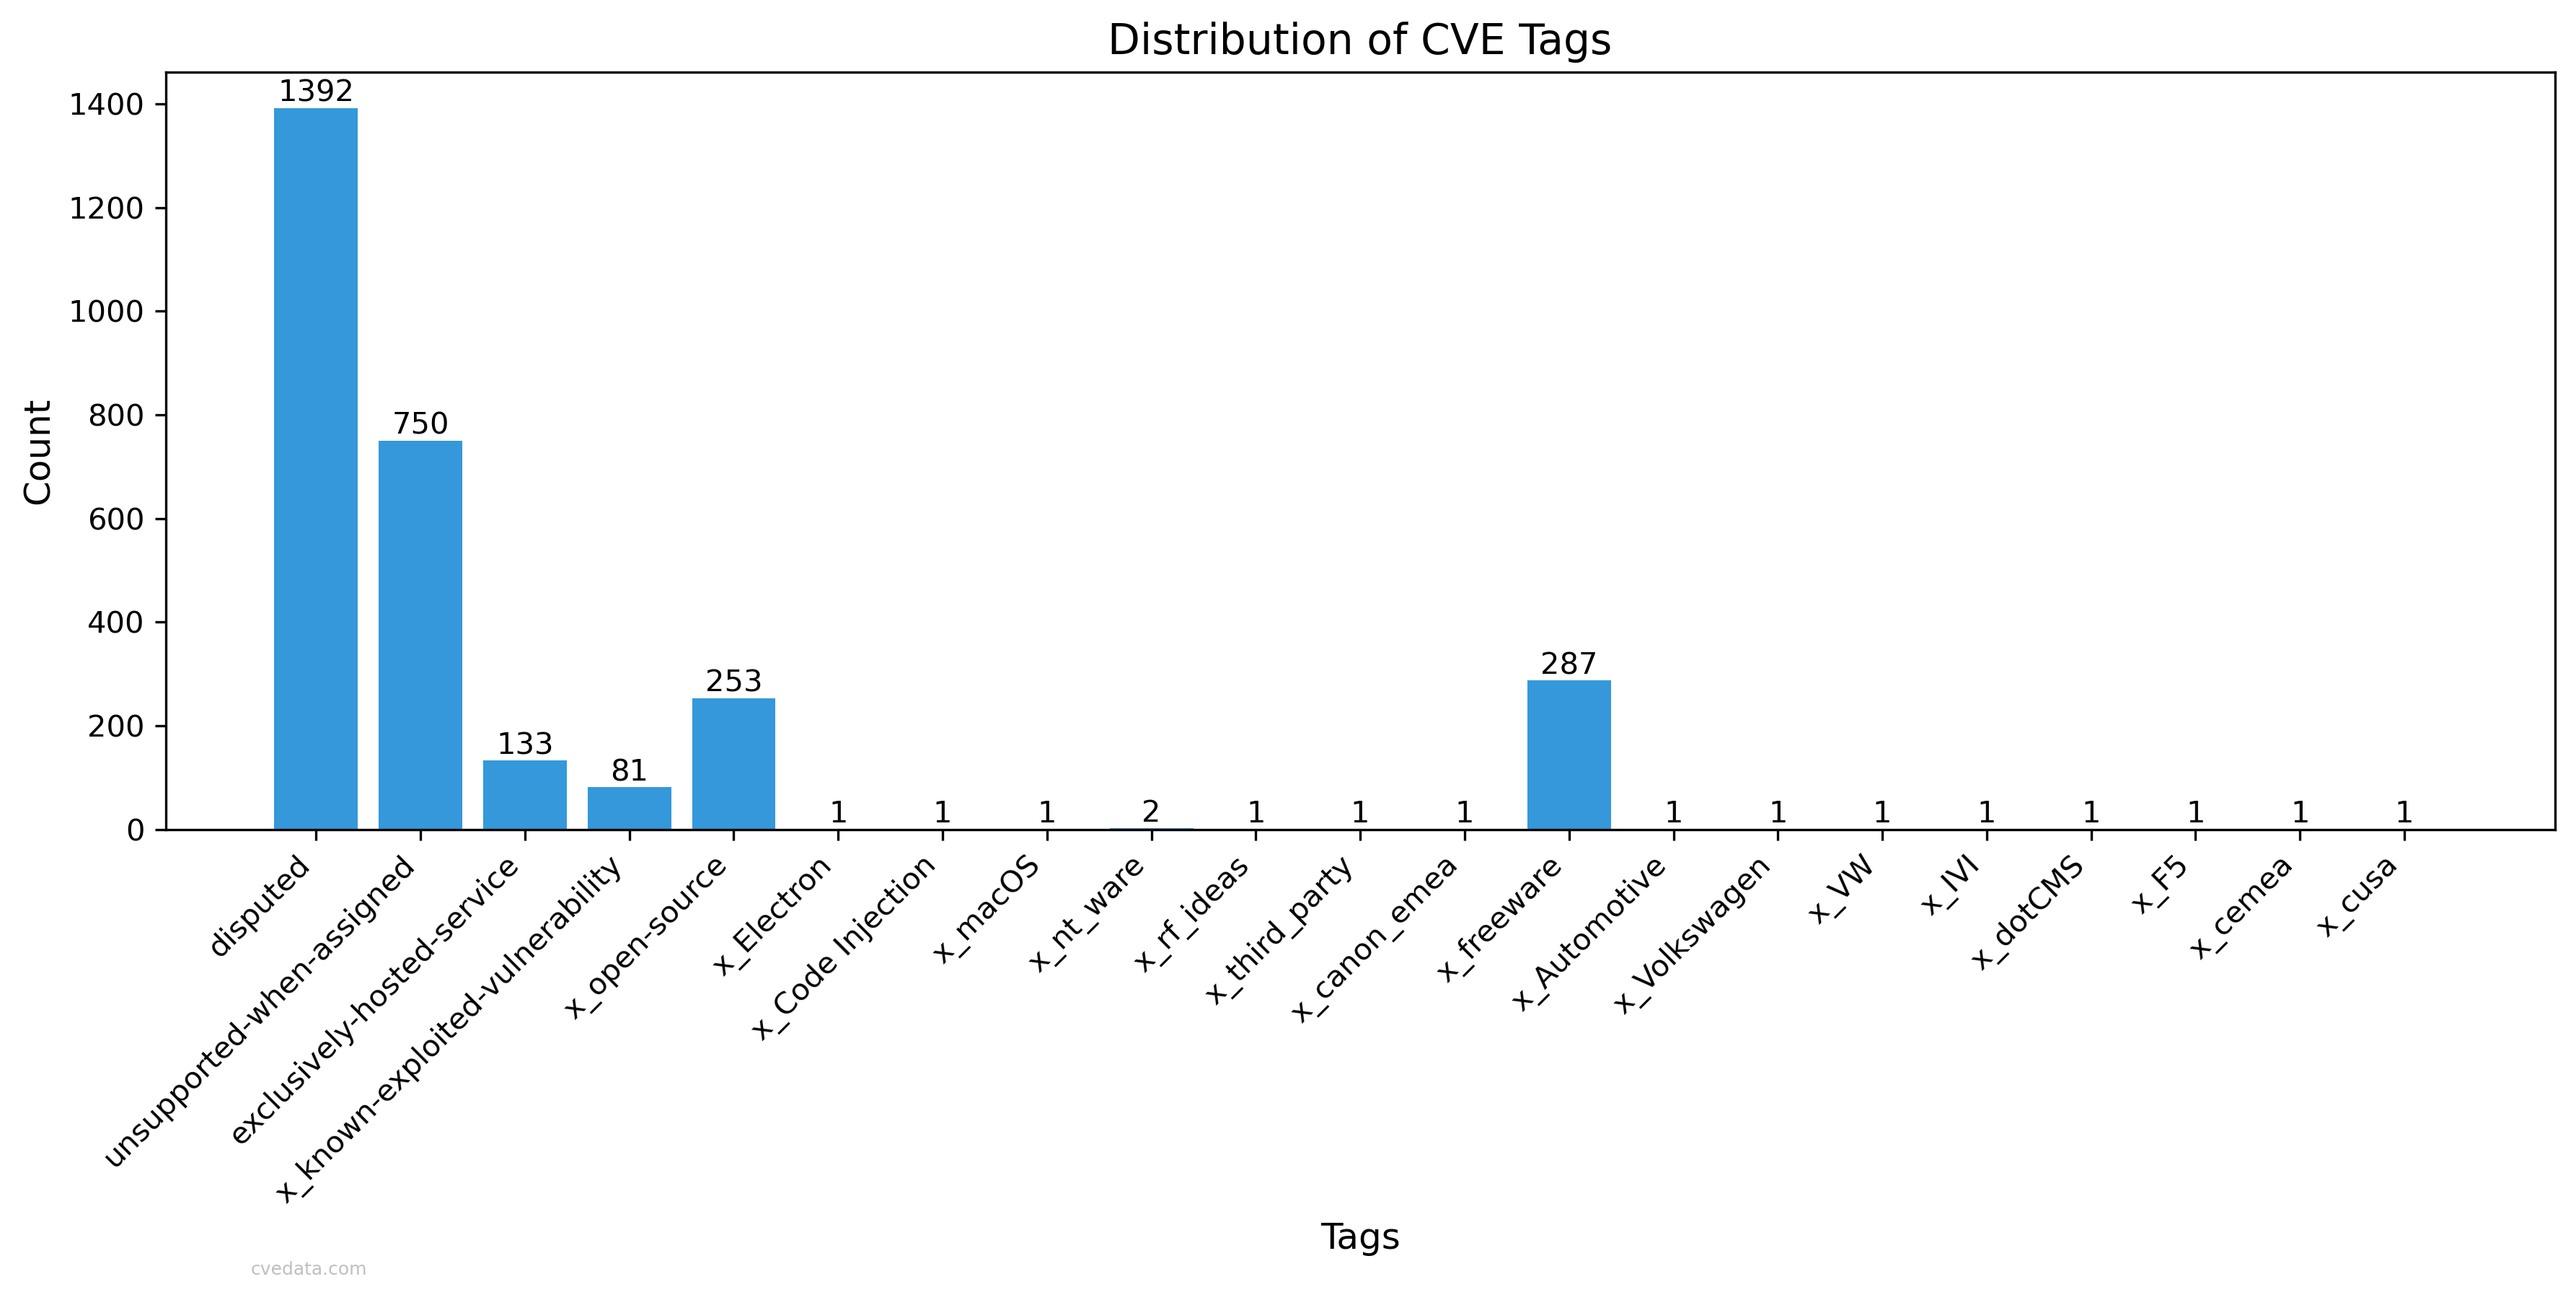 Distribution of CVE Tags
1400
1200
1000
800
600
400
200
0
Count
1392
750
133
81
253
1
1
1
2
1
1
1
287
1
1
1
1
1
1
1
1
disputed
unsupported-when-assigned
exclusively-hosted-service
x_known-exploited-vulnerability
x_open-source
x_Electron
x_Code Injection
x_macOS
x_nt_ware
x_rf_ideas
x_third_party
x_canon_emea
x_freeware
x_Automotive
x_Volkswagen
x_VW
x_IVI
x_dotCMS
x_F5
x_cemea
x_cusa
Tags
cvedata.com